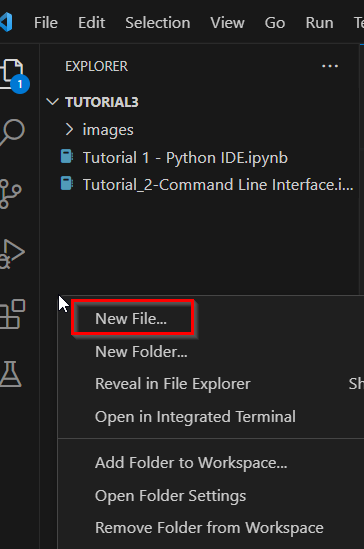 File Edit Selection View Go Run
EXPLORER ...
1
TUTORIAL3
images
Tutorial 1 - Python IDE.ipynb
Tutorial_2-Command Line Interface.i...
New File...
New Folder...
Reveal in File Explorer
Open in Integrated Terminal
Add Folder to Workspace...
Open Folder Settings
Remove Folder from Workspace